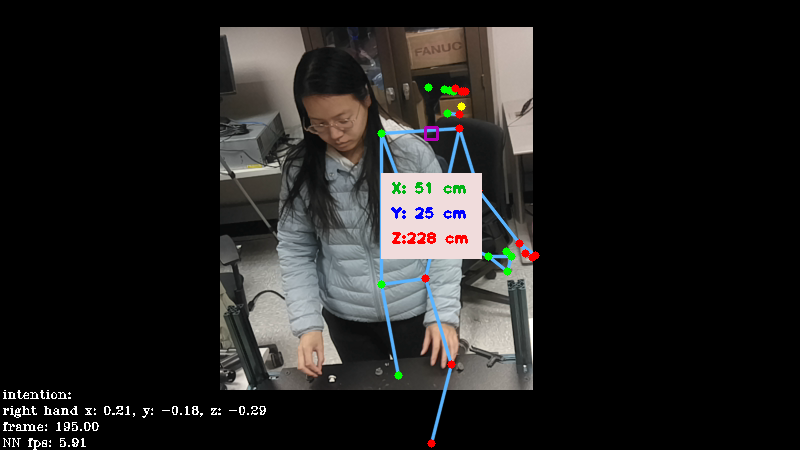 FANUC
X: 51 cm
Y: 25 cm
Z:228 cm
intention:
right hand x: 0.21, y: -0.18, z: -0.29
frame: 195.00
NN fps: 5.91